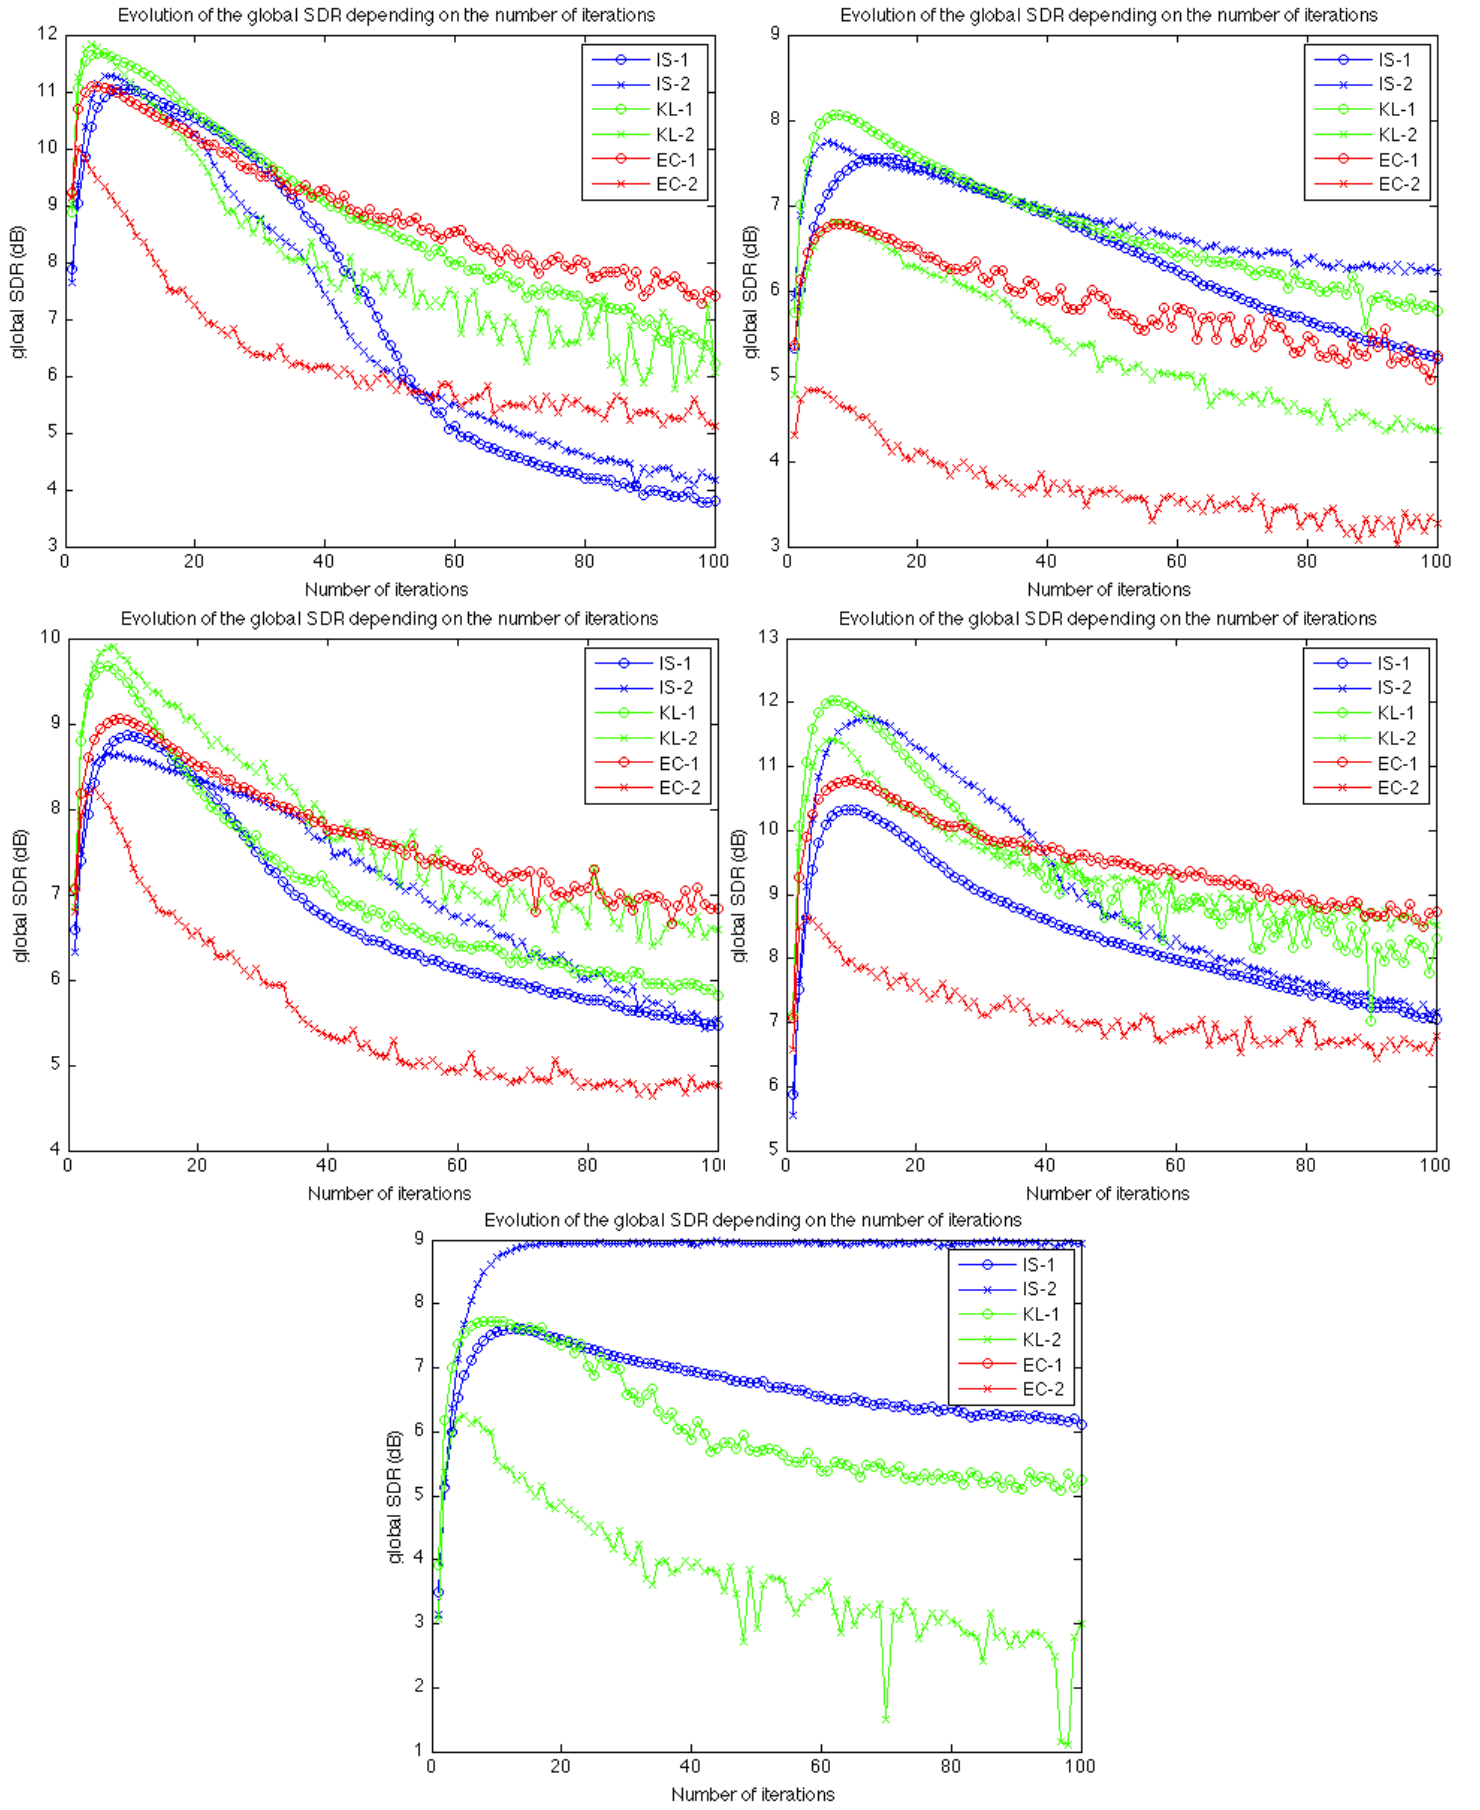 Evolution of the global SDR depending on the number of iterations
global SDR (dB)
12
11
10
9
8
7
6
5
4
3
0 20 40 60 80 100
Number of iterations
IS-1
IS-2
KL-1
KL-2
EC-1
EC-2
Evolution of the global SDR depending on the number of iterations
global SDR (dB)
9
8
7
6
5
4
3
0 20 40 60 80 100
Number of iterations
IS-1
IS-2
KL-1
KL-2
EC-1
EC-2
Evolution of the global SDR depending on the number of iterations
global SDR (dB)
10
9
8
7
6
5
4
0 20 40 60 80 100
Number of iterations
IS-1
IS-2
KL-1
KL-2
EC-1
EC-2
Evolution of the global SDR depending on the number of iterations
global SDR (dB)
13
12
11
10
9
8
7
6
5
0 20 40 60 80 100
Number of iterations
IS-1
IS-2
KL-1
KL-2
EC-1
EC-2
Evolution of the global SDR depending on the number of iterations
global SDR (dB)
9
8
7
6
5
4
3
2
1
0 20 40 60 80 100
Number of iterations
IS-1
IS-2
KL-1
KL-2
EC-1
EC-2